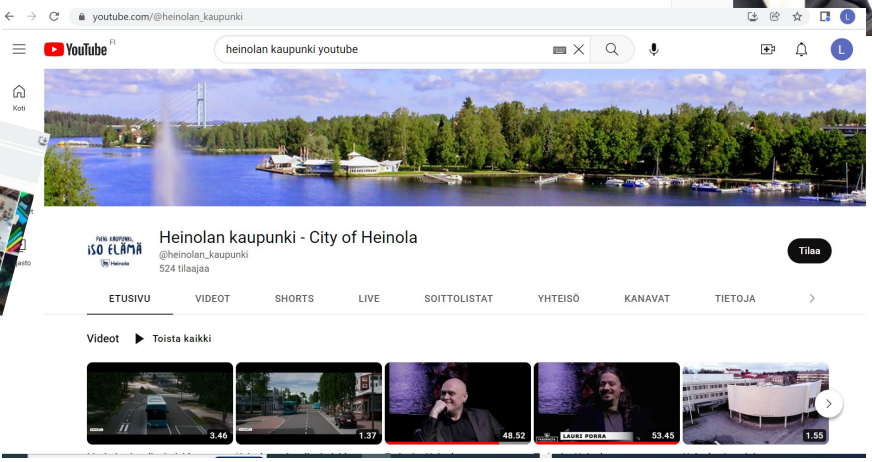 youtube.com/@heinolan_kaupunki
L
YouTube FI
heinolan kaupunki youtube
L
Koti
PIENI KAUPUNKI,
ISO ELÄMÄ
Heinola
Heinolan kaupunki - City of Heinola
@heinolan_kaupunki
524 tilaajaa
Tilaa
ETUSIVU VIDEOT SHORTS LIVE SOITTOLISTAT YHTEISÖ KANAVAT TIETOJA
Videot Toista kaikki
3.46
1.37
48.52
LAURI PORRA
53.45
1.55